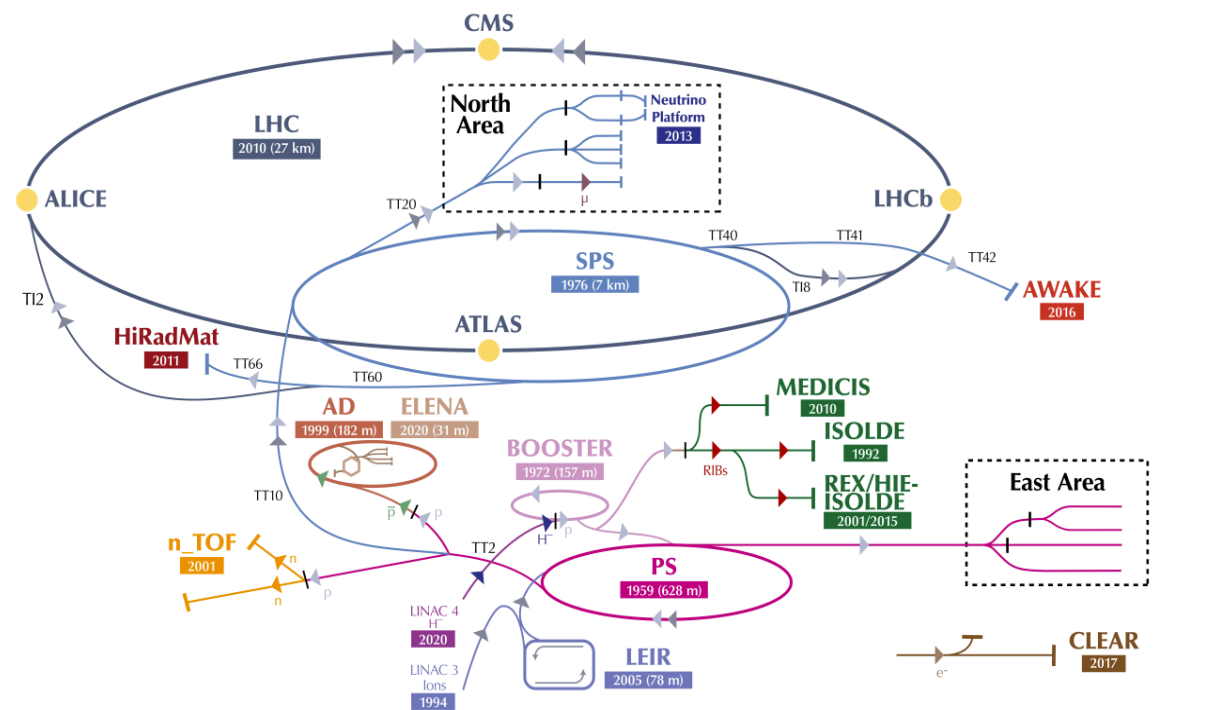 CMS
North
Area
Neutrino
Platform
2013
LHC
2010 (27 km)
μ
ALICE
LHCb
TT20
TT40
TT41
TT42
SPS
1976 (7 km)
TI8
AWAKE
2016
TI2
ATLAS
HiRadMat
2011
TT66
TT60
AD
1999 (182 m)
ELENA
2020 (31 m)
MEDICIS
2010
ISOLDE
1992
BOOSTER
1972 (157 m)
RIBs
REX/HIE-
ISOLDE
2001/2015
East Area
TT10
p̅
p
H⁻
p
TT2
n_TOF
2001
n
n
p
PS
1959 (628 m)
LINAC 4
H⁻
2020
LINAC 3
Ions
1994
LEIR
2005 (78 m)
CLEAR
2017
e⁻